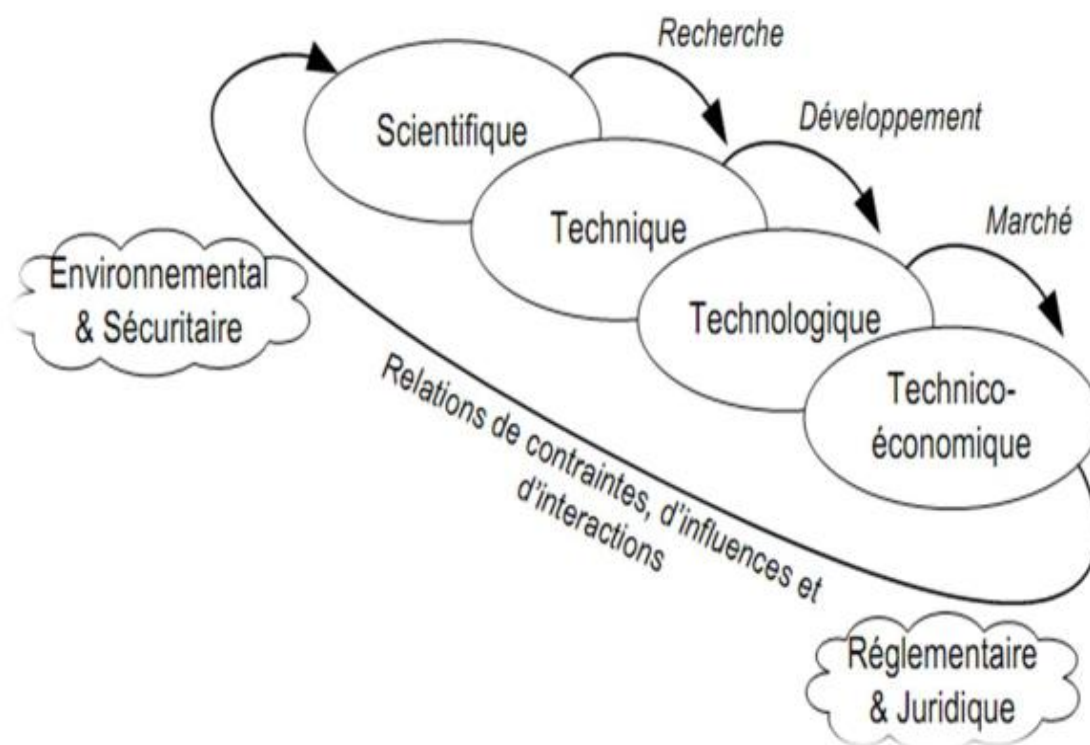 Recherche
Scientifique
Développement
Technique
Marché
Environnemental
& Sécuritaire
Technologique
Technico-
économique
Relations de contraintes, d'influences et
d'interactions
Réglementaire
& Juridique